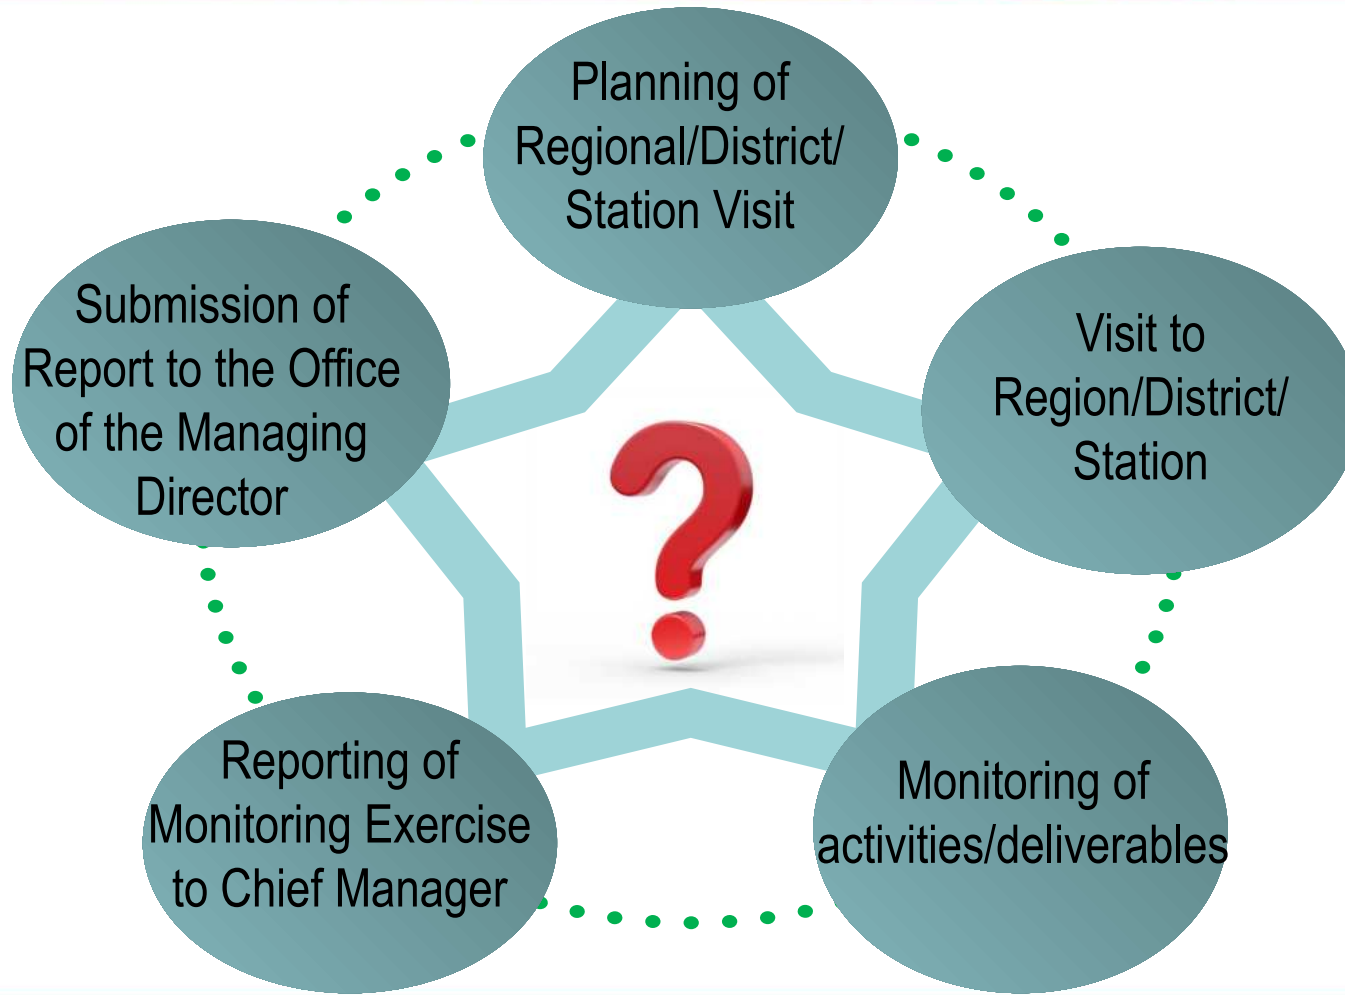 Planning of
Regional/District/
Station Visit
Visit to
Region/District/
Station
Monitoring of
activities/deliverables
Reporting of
Monitoring Exercise
to Chief Manager
Submission of
Report to the Office
of the Managing
Director
?